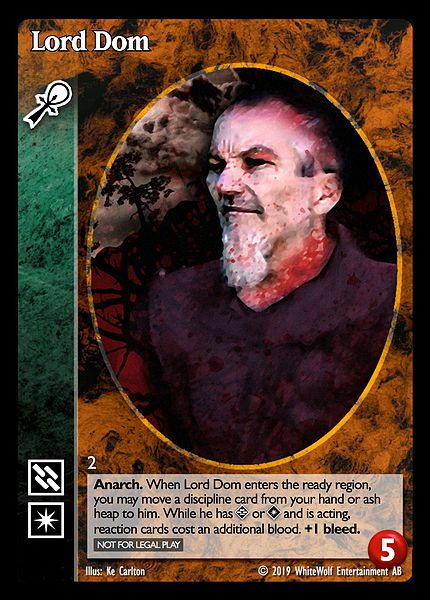 Lord Dom
2
Anarch. When Lord Dom enters the ready region,
you may move a discipline card from your hand or ash
heap to him. While he has or and is acting,
reaction cards cost an additional blood. +1 bleed.
NOT FOR LEGAL PLAY
5
Illus: Ke Carlton
© 2019 WhiteWolf Entertainment AB